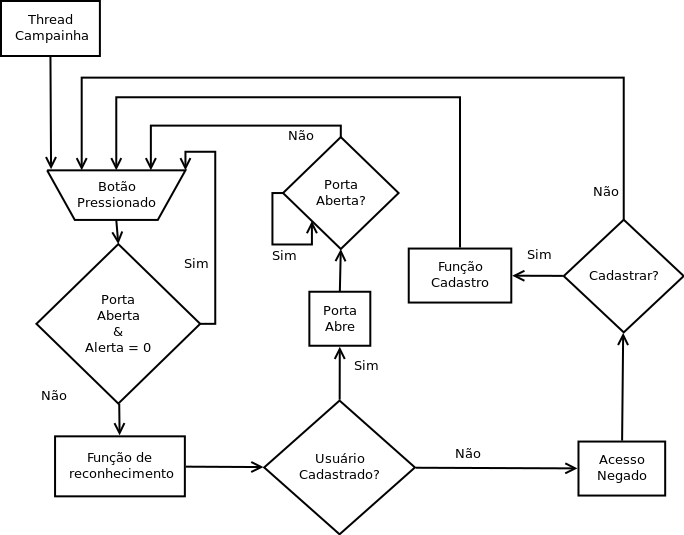 Thread
Campainha
Não
Botão
Pressionado
Porta
Aberta?
Não
Sim
Sim
Sim
Função
Cadastro
Cadastrar?
Porta
Aberta
&
Alerta = 0
Porta
Abre
Sim
Não
Função de
reconhecimento
Usuário
Cadastrado?
Não
Acesso
Negado